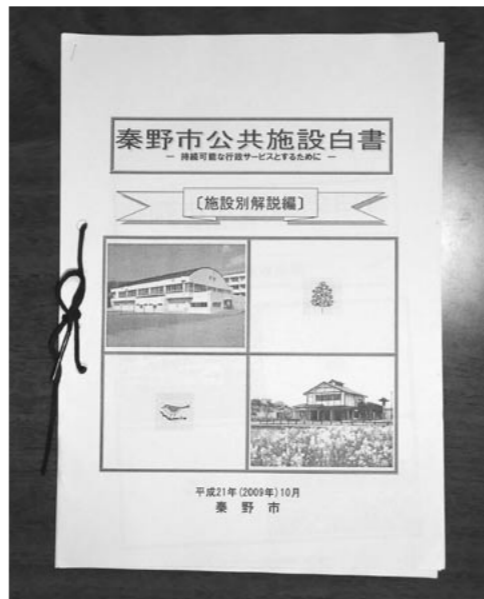 秦野市公共施設白書
― 持続可能な行政サービスとするために ―
〔施設別解説編〕
平成21年(2009年)10月
秦野市